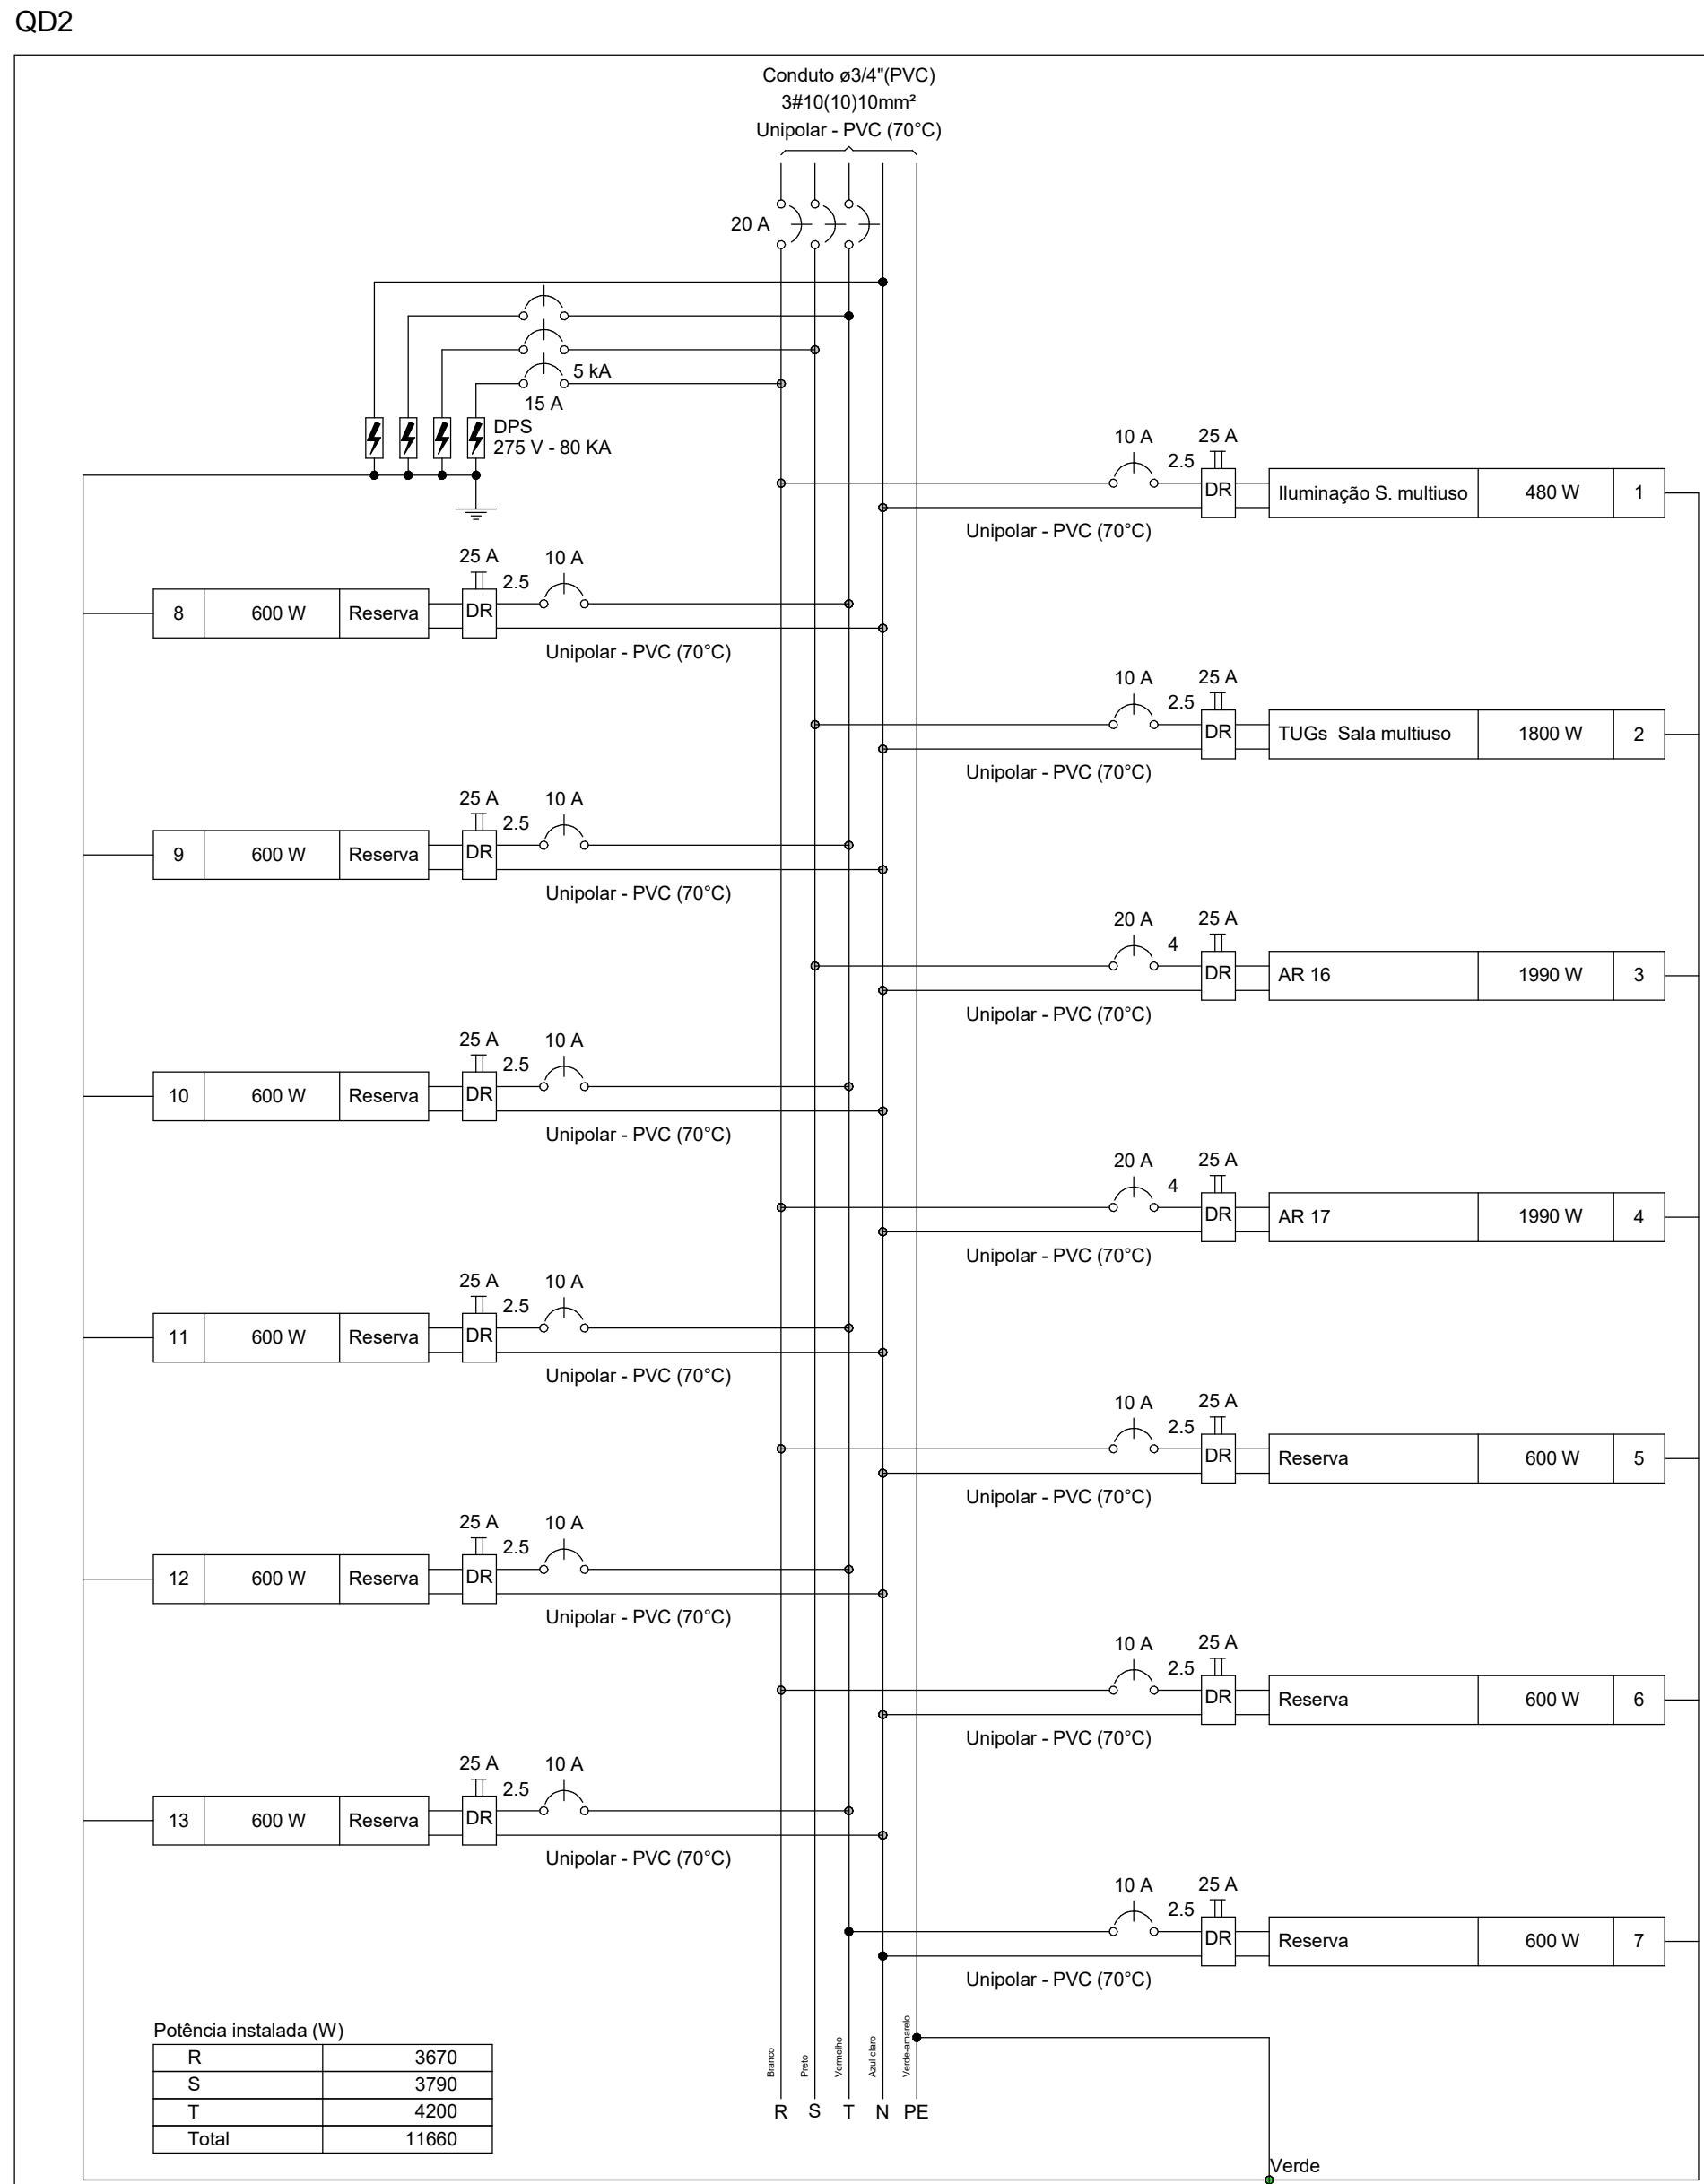 QD2
Conduto ø3/4"(PVC)
3#10(10)10mm²
Unipolar - PVC (70°C)
20 A
5 kA
15 A
DPS
275 V - 80 KA
10 A 25 A
2.5
DR Iluminação S. multiuso 480 W 1
Unipolar - PVC (70°C)
25 A 10 A
2.5
8 600 W Reserva DR
Unipolar - PVC (70°C)
10 A 25 A
2.5
DR TUGs Sala multiuso 1800 W 2
Unipolar - PVC (70°C)
25 A 10 A
2.5
9 600 W Reserva DR
Unipolar - PVC (70°C)
20 A 25 A
4
DR AR 16 1990 W 3
Unipolar - PVC (70°C)
25 A 10 A
2.5
10 600 W Reserva DR
Unipolar - PVC (70°C)
20 A 25 A
4
DR AR 17 1990 W 4
Unipolar - PVC (70°C)
25 A 10 A
2.5
11 600 W Reserva DR
Unipolar - PVC (70°C)
10 A 25 A
2.5
DR Reserva 600 W 5
Unipolar - PVC (70°C)
25 A 10 A
2.5
12 600 W Reserva DR
Unipolar - PVC (70°C)
10 A 25 A
2.5
DR Reserva 600 W 6
Unipolar - PVC (70°C)
25 A 10 A
2.5
13 600 W Reserva DR
Unipolar - PVC (70°C)
10 A 25 A
2.5
DR Reserva 600 W 7
Unipolar - PVC (70°C)
Potência instalada (W)
R 3670
S 3790
T 4200
Total 11660
Branco
Preto
Vermelho
Azul claro
Verde-amarelo
R S T N PE
Verde